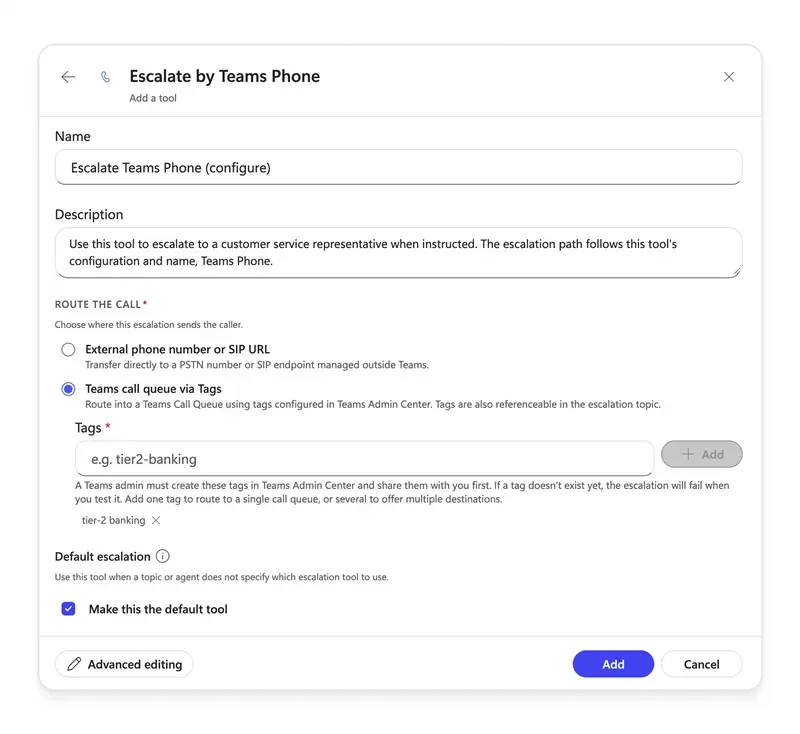 Escalate by Teams Phone
Add a tool
Name
Escalate Teams Phone (configure)
Description
Use this tool to escalate to a customer service representative when instructed. The escalation path follows this tool's
configuration and name, Teams Phone.
ROUTE THE CALL*
Choose where this escalation sends the caller.
External phone number or SIP URL
Transfer directly to a PSTN number or SIP endpoint managed outside Teams.
Teams call queue via Tags
Route into a Teams Call Queue using tags configured in Teams Admin Center. Tags are also referenceable in the escalation topic.
Tags *
e.g. tier2-banking
Add
A Teams admin must create these tags in Teams Admin Center and share them with you first. If a tag doesn't exist yet, the escalation will fail when
you test it. Add one tag to route to a single call queue, or several to offer multiple destinations.
tier-2 banking
Default escalation
Use this tool when a topic or agent does not specify which escalation tool to use.
Make this the default tool
Advanced editing
Add
Cancel